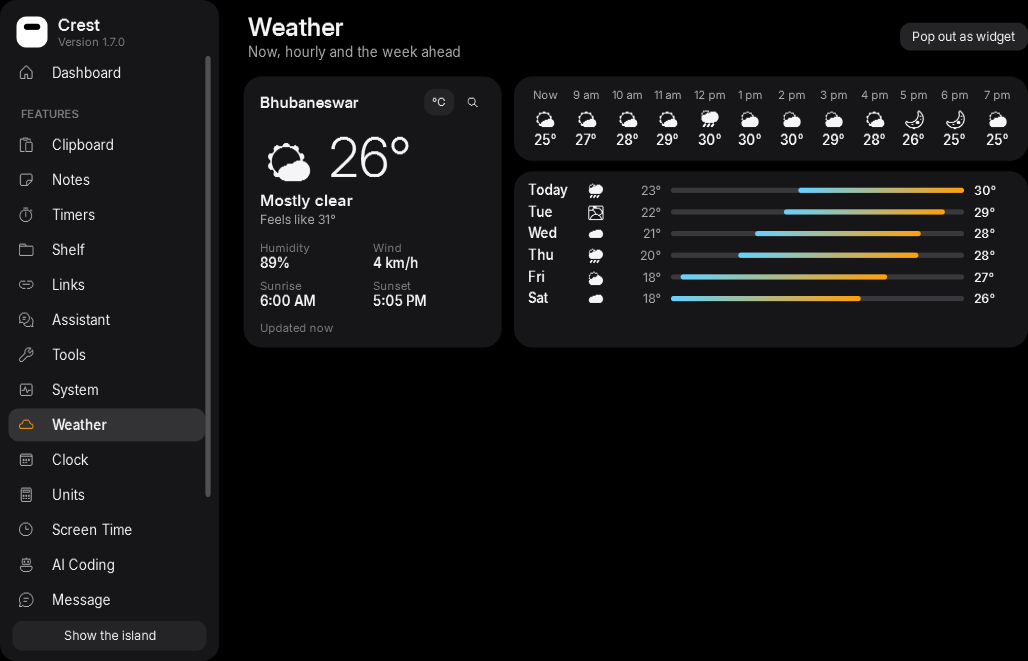 Crest
Version 1.7.0
Dashboard
FEATURES
Clipboard
Notes
Timers
Shelf
Links
Assistant
Tools
System
Weather
Clock
Units
Screen Time
AI Coding
Message
Show the island
Weather
Now, hourly and the week ahead
Pop out as widget
Bhubaneswar
°C
26°
Mostly clear
Feels like 31°
Humidity Wind
89% 4 km/h
Sunrise Sunset
6:00 AM 5:05 PM
Updated now
Now 9 am 10 am 11 am 12 pm 1 pm 2 pm 3 pm 4 pm 5 pm 6 pm 7 pm
25° 27° 28° 29° 30° 30° 30° 29° 28° 26° 25° 25°
Today 23° 30°
Tue 22° 29°
Wed 21° 28°
Thu 20° 28°
Fri 18° 27°
Sat 18° 26°